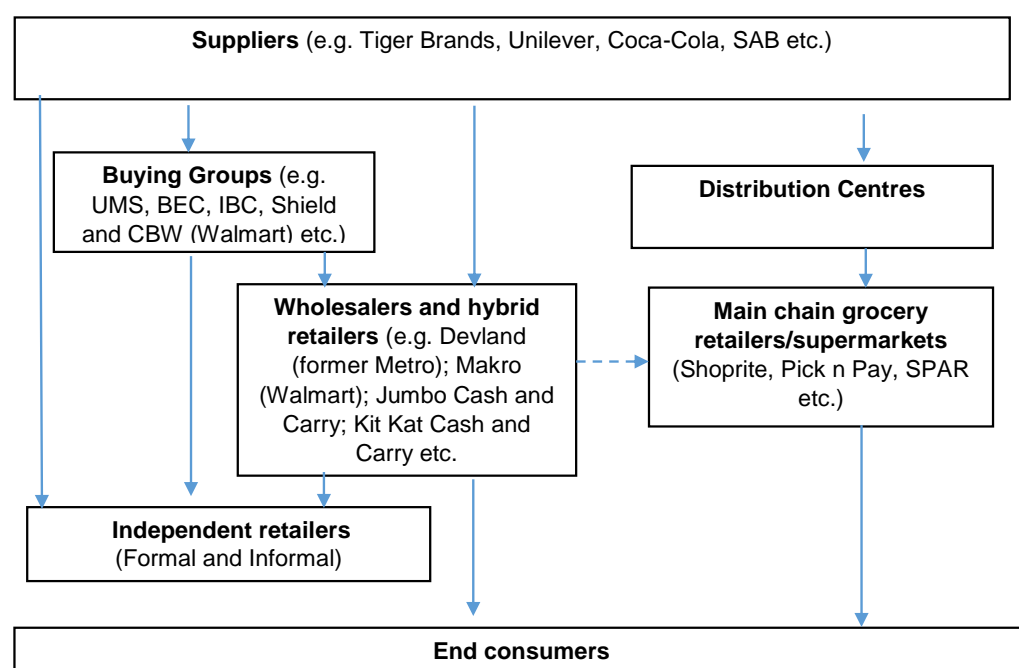 Suppliers (e.g. Tiger Brands, Unilever, Coca-Cola, SAB etc.)
Buying Groups (e.g.
UMS, BEC, IBC, Shield
and CBW (Walmart) etc.)
Distribution Centres
Wholesalers and hybrid
retailers (e.g. Devland
(former Metro); Makro
(Walmart); Jumbo Cash and
Carry; Kit Kat Cash and
Carry etc.
Main chain grocery
retailers/supermarkets
(Shoprite, Pick n Pay, SPAR
etc.)
Independent retailers
(Formal and Informal)
End consumers